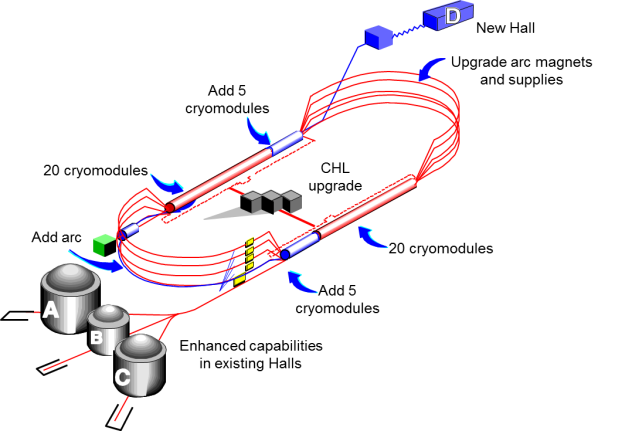 D
New Hall
Upgrade arc magnets
and supplies
Add 5
cryomodules
20 cryomodules
CHL
upgrade
Add arc
20 cryomodules
Add 5
cryomodules
A
B
C
Enhanced capabilities
in existing Halls